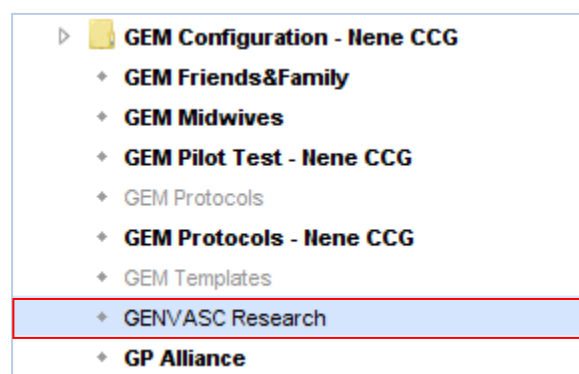 GEM Configuration - Nene CCG
GEM Friends&Family
GEM Midwives
GEM Pilot Test - Nene CCG
GEM Protocols
GEM Protocols - Nene CCG
GEM Templates
GENVASC Research
GP Alliance